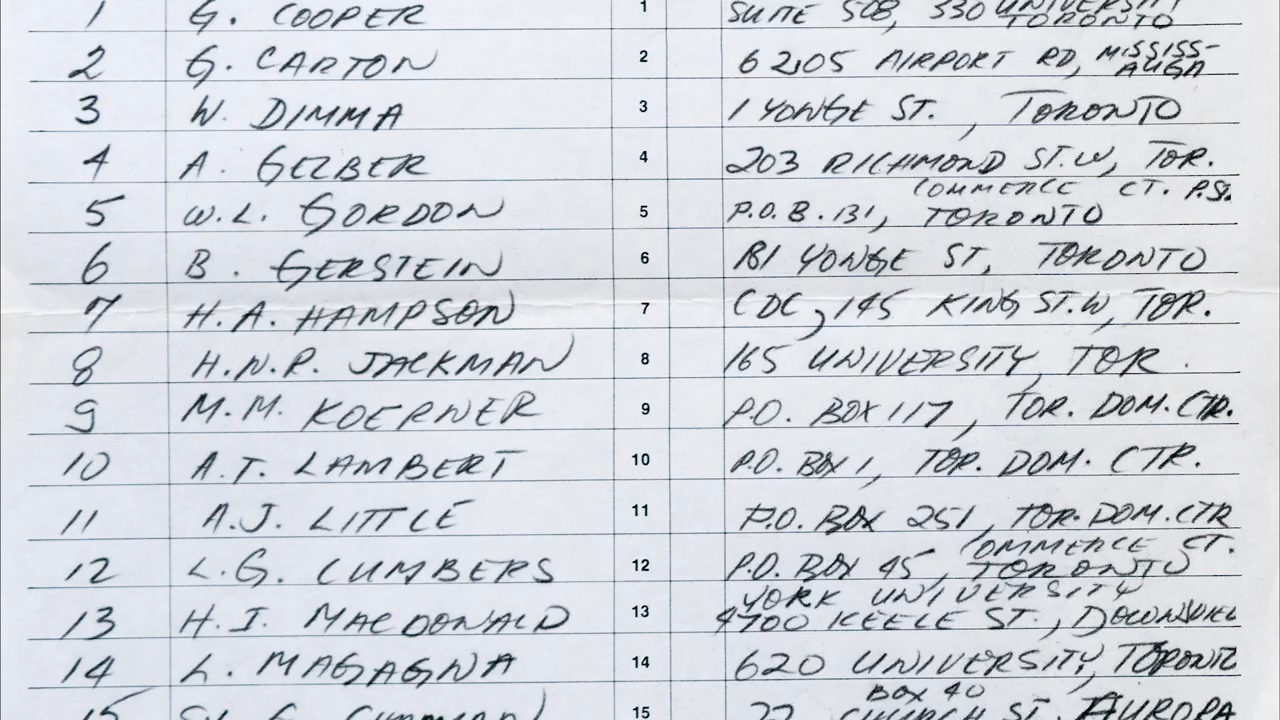 1 G. COOPER 1 SUITE 508, 330 UNIVERSITY
TORONTO
2 G. CARTON 2 6205 AIRPORT RD, MISSISS-
AUGA
3 W. DIMMA 3 1 YONGE ST., TORONTO
4 A. GELBER 4 203 RICHMOND ST.W, TOR.
COMMERCE CT. P.S.
5 W.L. GORDON 5 P.O.B. 131, TORONTO
6 B. GERSTEIN 6 181 YONGE ST, TORONTO
7 H.A. HAMPSON 7 CDC, 145 KING ST.W, TOR.
8 H.N.R. JACKMAN 8 165 UNIVERSITY, TOR.
9 M.M. KOERNER 9 P.O. BOX 117, TOR. DOM. CTR.
10 A.T. LAMBERT 10 P.O. BOX 1, TOR. DOM. CTR.
11 A.J. LITTLE 11 P.O. BOX 251, TOR. DOM. CTR
COMMERCE CT.
12 L.G. LUMBERS 12 P.O. BOX 45, TORONTO
YORK UNIVERSITY
13 H.I. MACDONALD 13 4700 KEELE ST., DOWNSVIEW
14 L. MAGAGNA 14 620 UNIVERSITY, TORONTO
BOX 40
15 15 CHURCH ST.